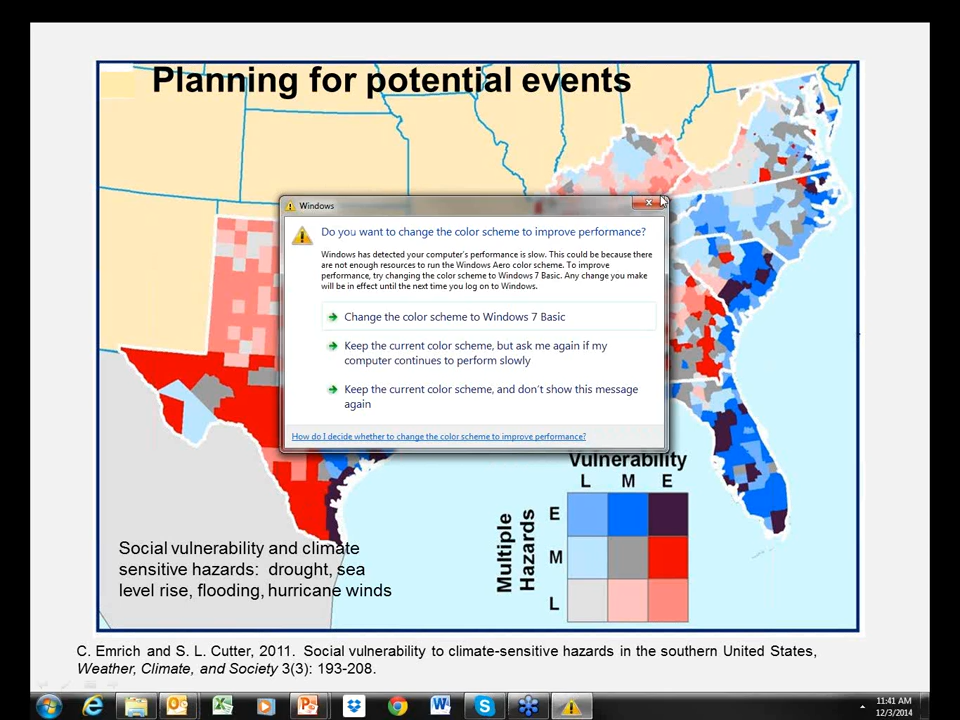 Planning for potential events
Windows
Do you want to change the color scheme to improve performance?
Windows has detected your computer's performance is slow. This could be because there
are not enough resources to run the Windows Aero color scheme. To improve
performance, try changing the color scheme to Windows 7 Basic. Any change you make
will be in effect until the next time you log on to Windows.
Change the color scheme to Windows 7 Basic
Keep the current color scheme, but ask me again if my
computer continues to perform slowly
Keep the current color scheme, and don't show this message
again
How do I decide whether to change the color scheme to improve performance?
Vulnerability
L M E
Multiple
Hazards
E
M
L
Social vulnerability and climate
sensitive hazards: drought, sea
level rise, flooding, hurricane winds
C. Emrich and S. L. Cutter, 2011. Social vulnerability to climate-sensitive hazards in the southern United States,
Weather, Climate, and Society 3(3): 193-208.
11:41 AM
12/3/2014